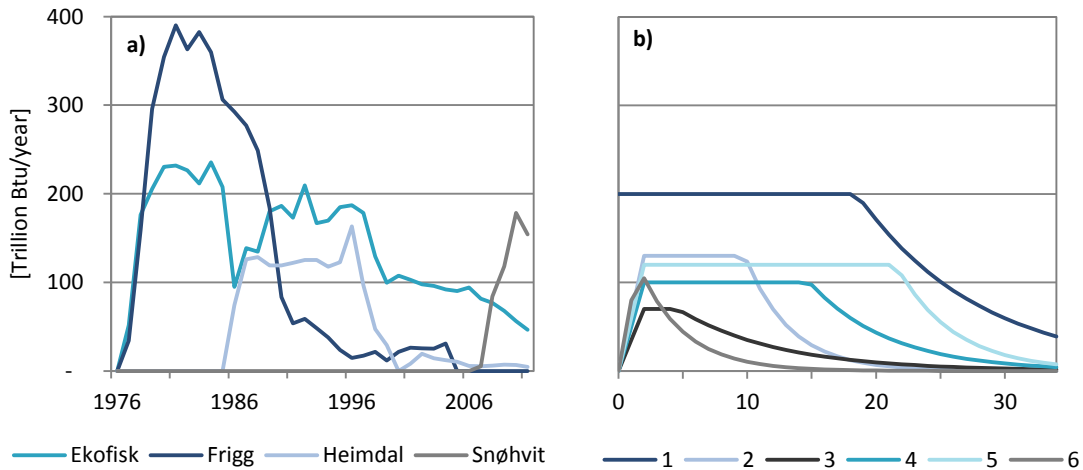 400
300
200
100
-
[Trillion Btu/year]
a)
1976 1986 1996 2006
Ekofisk Frigg Heimdal Snøhvit
b)
0 10 20 30
1 2 3 4 5 6